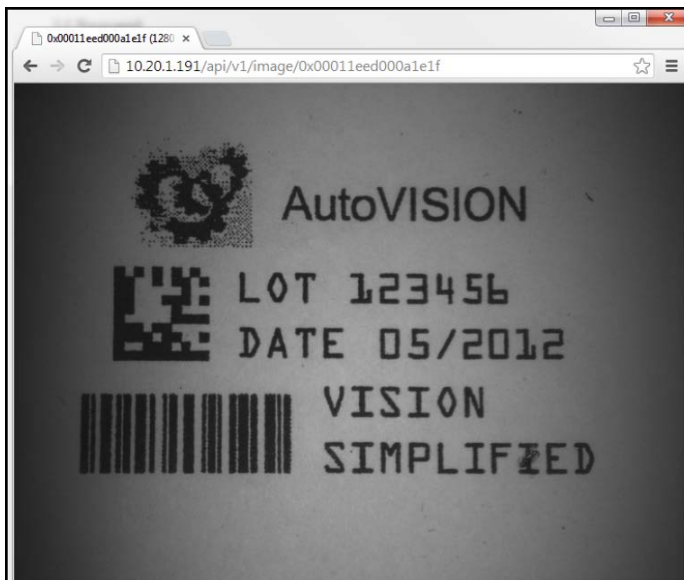 0x00011eed000a1e1f (1280
10.20.1.191/api/v1/image/0x00011eed000a1e1f
AutoVISION
LOT 123456
DATE 05/2012
VISION
SIMPLIFIED